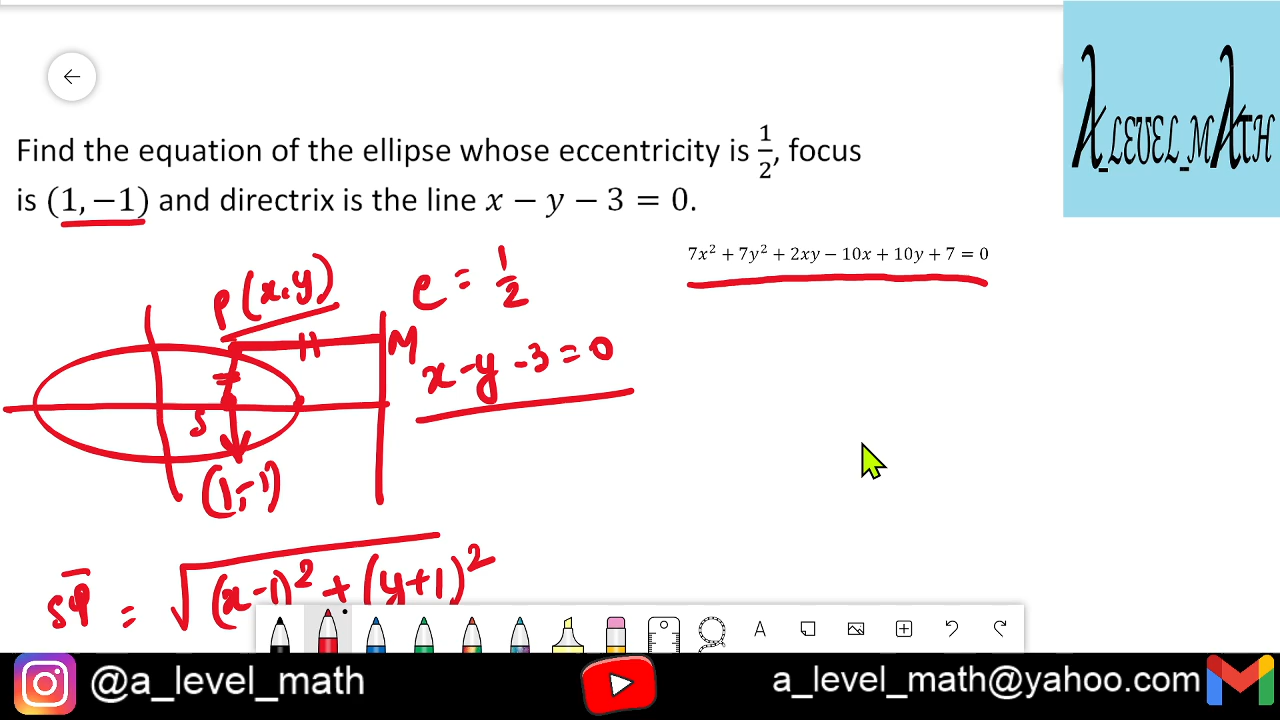 A_LEVEL_MATH
Find the equation of the ellipse whose eccentricity is 1/2, focus
is (1, −1) and directrix is the line x − y − 3 = 0.
7x² + 7y² + 2xy − 10x + 10y + 7 = 0
P(x,y)
e = 1/2
M
x - y - 3 = 0
S
(1,-1)
SP = √(x-1)² + (y+1)²
A
@a_level_math
a_level_math@yahoo.com